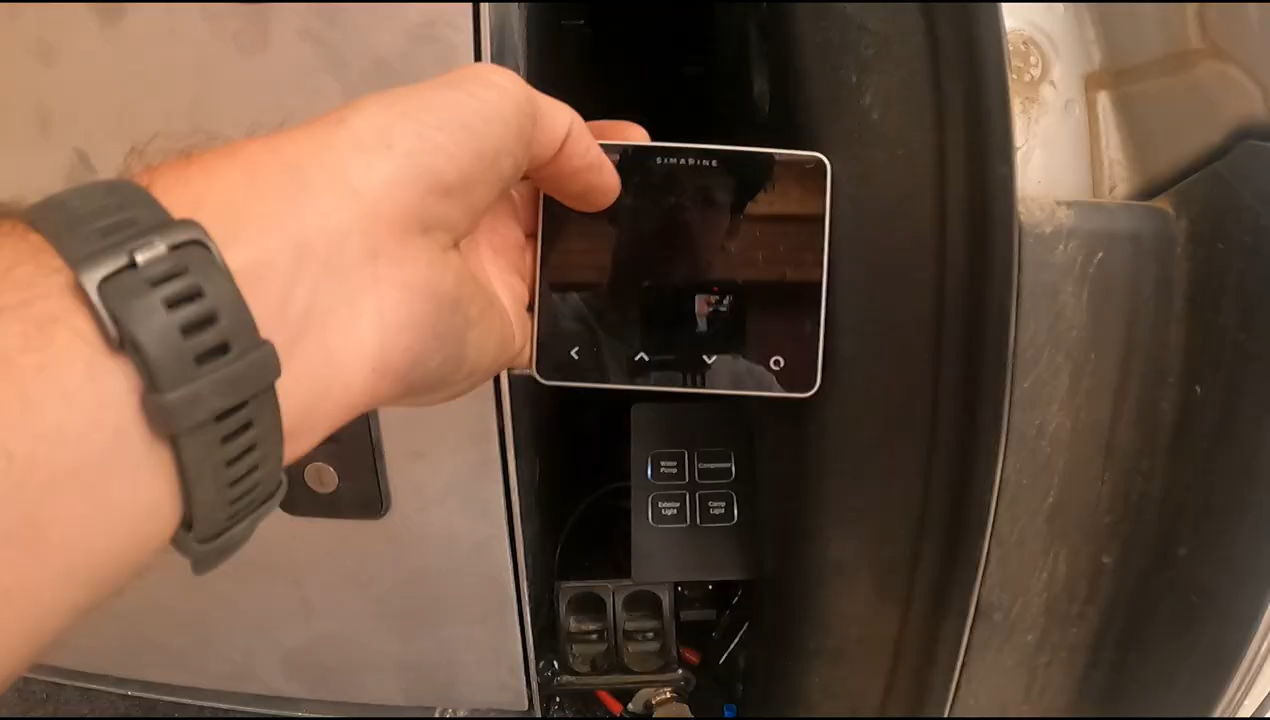 SIMARINE
Water
Pump
Compressor
Exterior
Light
Camp
Light